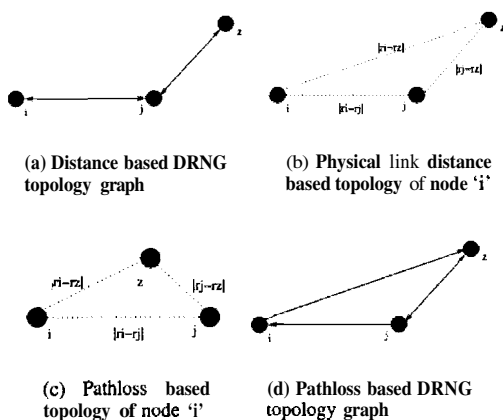 z
i
j
(a) Distance based DRNG
topology graph
z
|ri-rz|
|rj-rz|
i
|ri-rj|
j
(b) Physical link distance
based topology of node 'i'
|ri-rz|
z
|rj-rz|
i
|ri-rj|
j
(c) Pathloss based
topology of node 'i'
z
i
j
(d) Pathloss based DRNG
topology graph